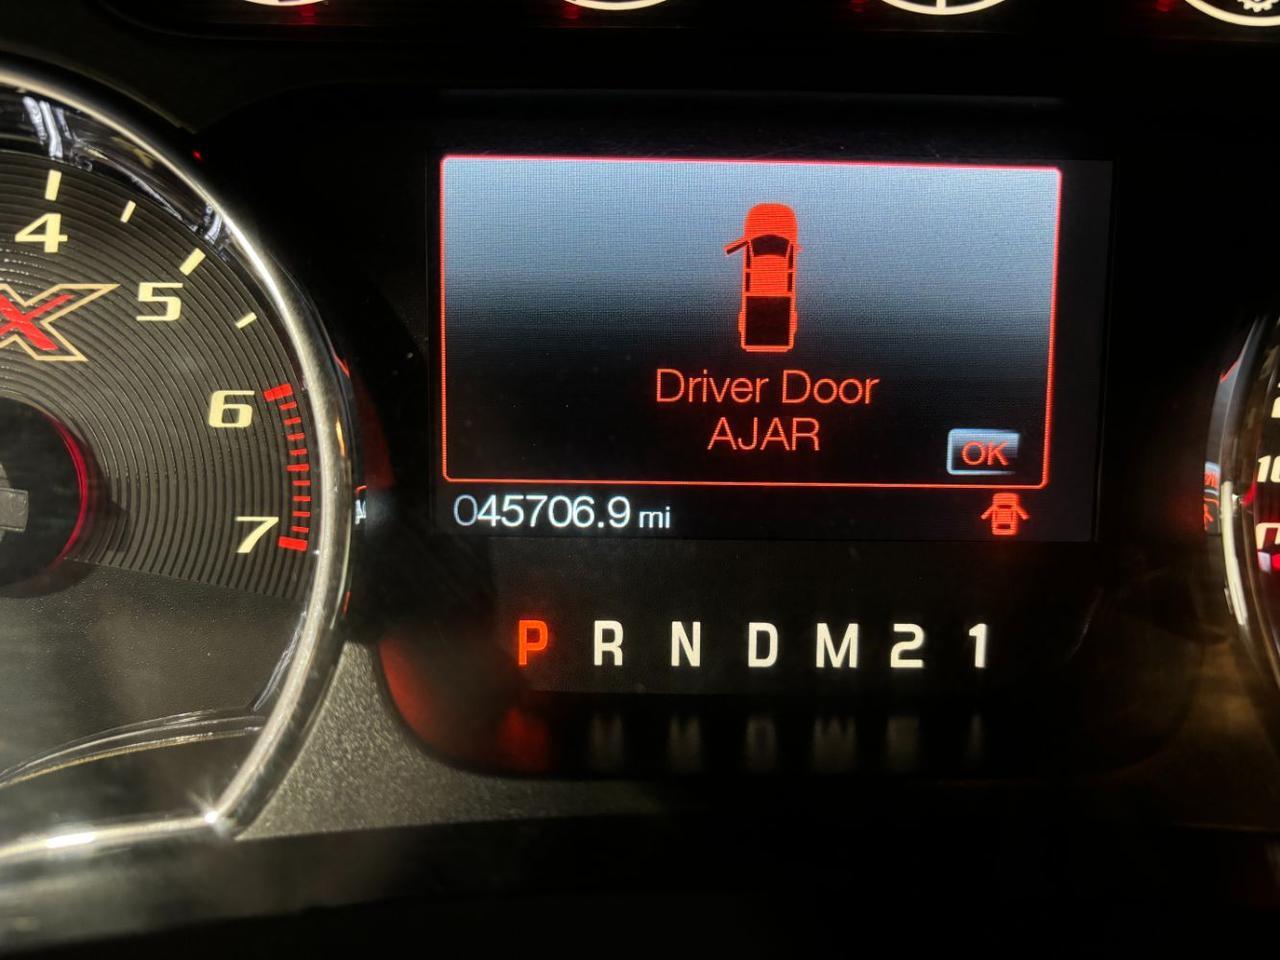 4
5
X
6
7
Driver Door
AJAR
OK
045706.9 mi
P R N D M 2 1